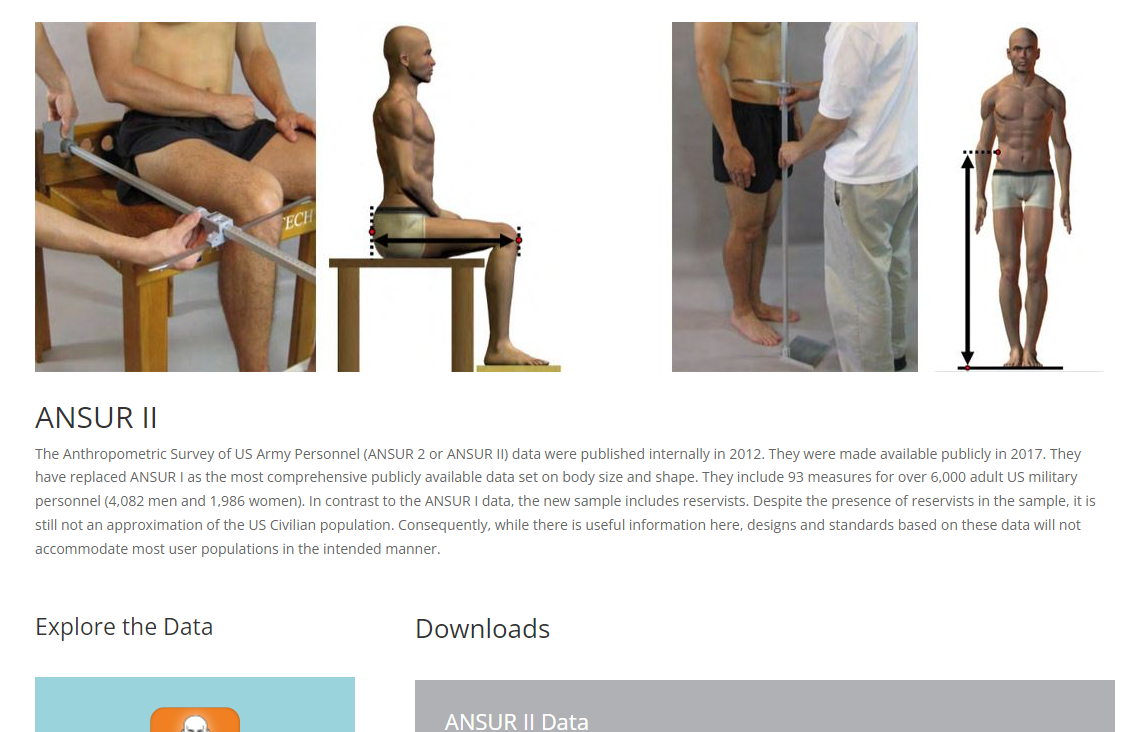 TECH
ANSUR II
The Anthropometric Survey of US Army Personnel (ANSUR 2 or ANSUR II) data were published internally in 2012. They were made available publicly in 2017. They
have replaced ANSUR I as the most comprehensive publicly available data set on body size and shape. They include 93 measures for over 6,000 adult US military
personnel (4,082 men and 1,986 women). In contrast to the ANSUR I data, the new sample includes reservists. Despite the presence of reservists in the sample, it is
still not an approximation of the US Civilian population. Consequently, while there is useful information here, designs and standards based on these data will not
accommodate most user populations in the intended manner.
Explore the Data
Downloads
ANSUR II Data